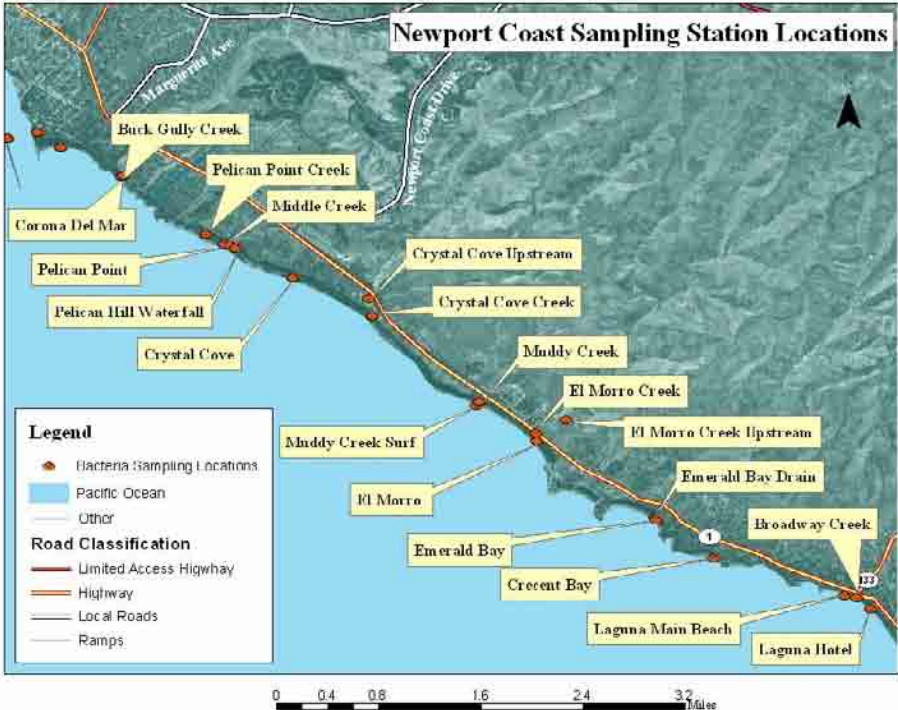 Newport Coast Sampling Station Locations
Marguerite Ave.
Newport Coast Drive
Buck Gully Creek
Pelican Point Creek
Middle Creek
Corona Del Mar
Pelican Point
Pelican Hill Waterfall
Crystal Cove
Crystal Cove Upstream
Crystal Cove Creek
Muddy Creek
El Morro Creek
El Morro Creek Upstream
Muddy Creek Surf
El Morro
Emerald Bay Drain
Broadway Creek
Emerald Bay
Crecent Bay
1
133
Laguna Main Beach
Laguna Hotel
Legend
Bacteria Sampling Locations
Pacific Ocean
Other
Road Classification
Limited Access Higwhay
Highway
Local Roads
Ramps
0 0.4 0.8 1.6 2.4 3.2
Miles